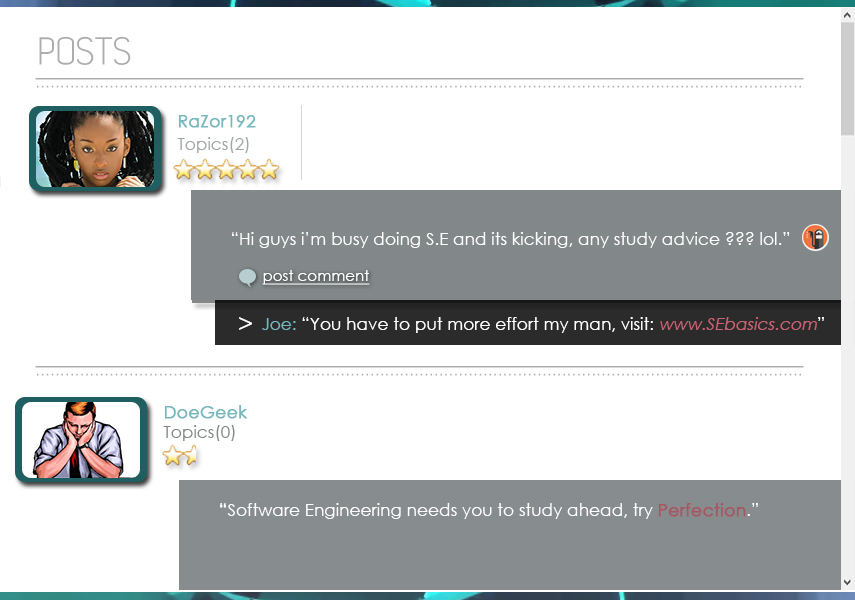 POSTS
RaZor192
Topics(2)
“Hi guys i’m busy doing S.E and its kicking, any study advice ??? lol.”
post comment
> Joe: “You have to put more effort my man, visit: www.SEbasics.com”
DoeGeek
Topics(0)
“Software Engineering needs you to study ahead, try Perfection.”